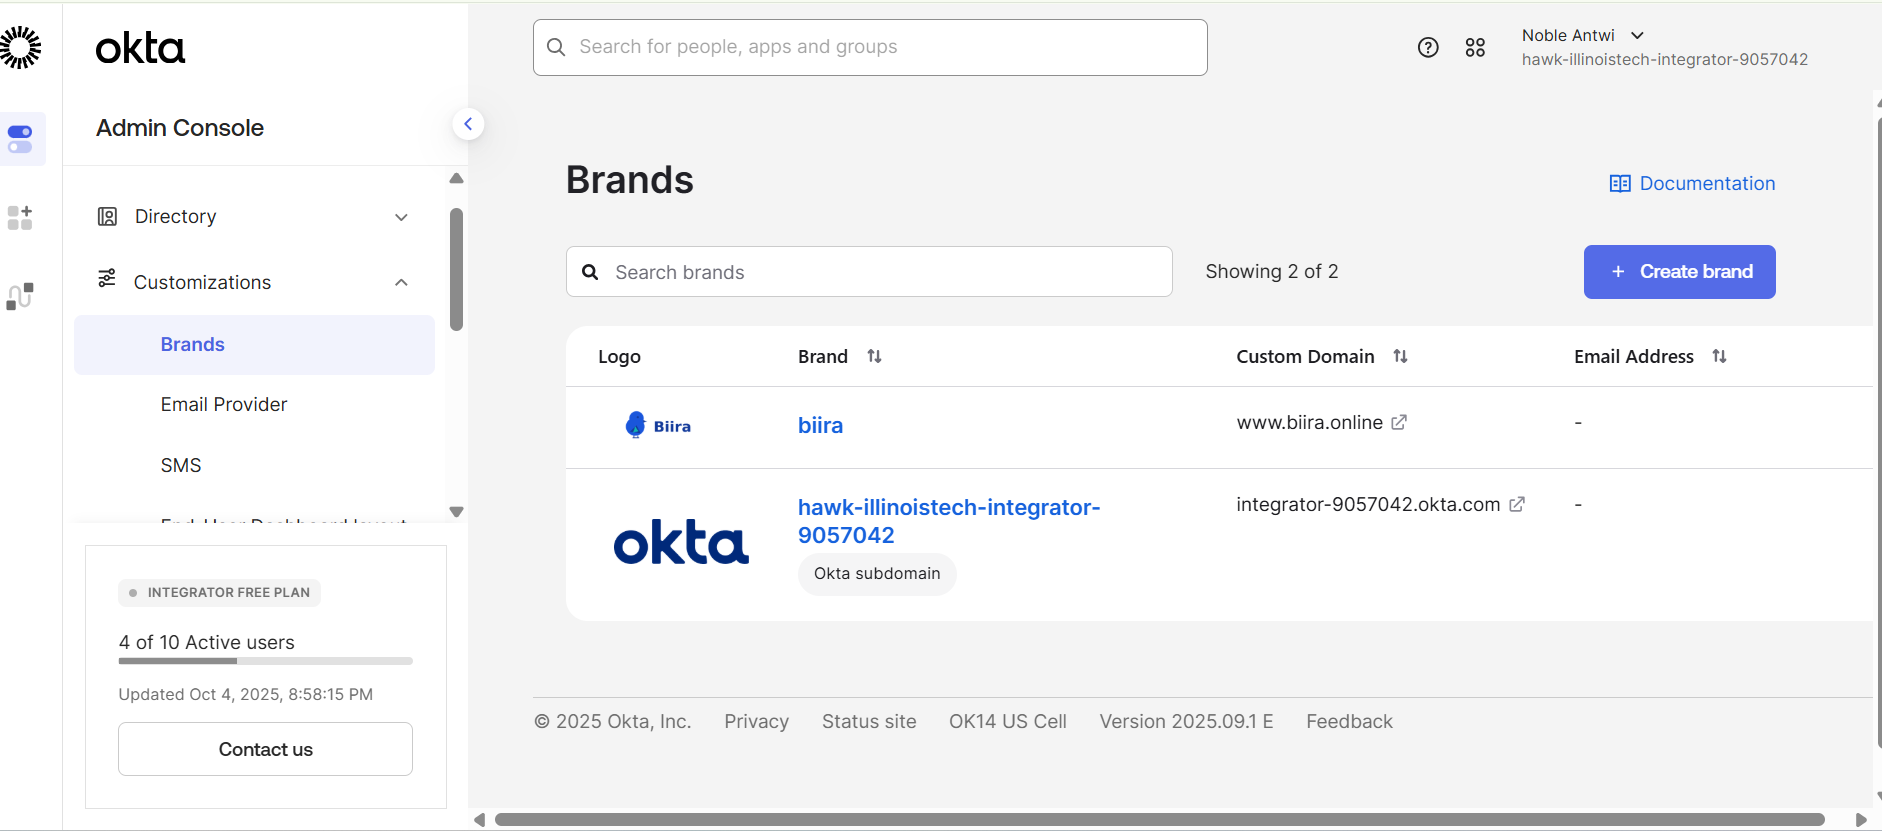 okta
Search for people, apps and groups
Noble Antwi
hawk-illinoistech-integrator-9057042
Admin Console
Directory
Customizations
Brands
Email Provider
SMS
End-User Dashboard layout
INTEGRATOR FREE PLAN
4 of 10 Active users
Updated Oct 4, 2025, 8:58:15 PM
Contact us
Brands
Documentation
Search brands
Showing 2 of 2
+ Create brand
Logo Brand Custom Domain Email Address
Biira biira www.biira.online -
okta hawk-illinoistech-integrator- integrator-9057042.okta.com -
9057042
Okta subdomain
© 2025 Okta, Inc. Privacy Status site OK14 US Cell Version 2025.09.1 E Feedback